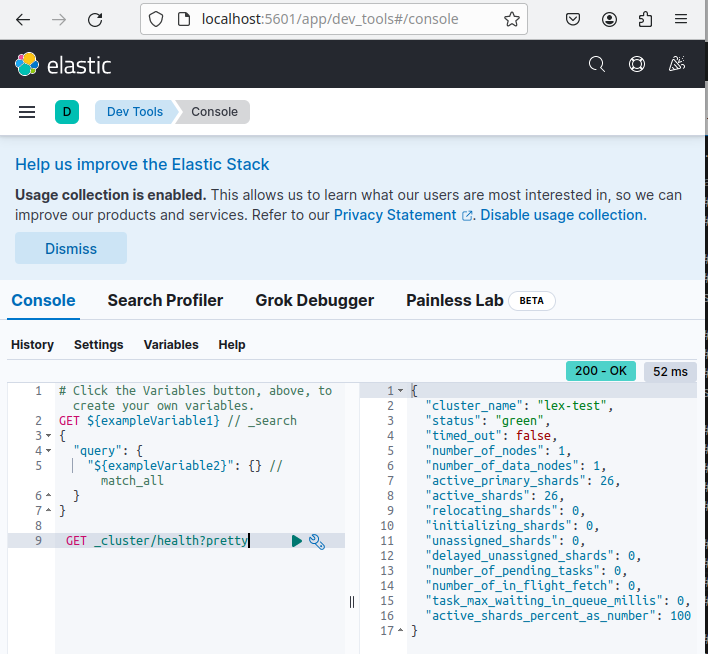 localhost:5601/app/dev_tools#/console
elastic
D Dev Tools Console
Help us improve the Elastic Stack
Usage collection is enabled. This allows us to learn what our users are most interested in, so we can
improve our products and services. Refer to our Privacy Statement. Disable usage collection.
Dismiss
Console Search Profiler Grok Debugger Painless Lab BETA
History Settings Variables Help
200 - OK 52 ms
1 # Click the Variables button, above, to
create your own variables.
2 GET ${exampleVariable1} // _search
3 {
4 "query": {
5 "${exampleVariable2}": {} //
match_all
6 }
7 }
8
9 GET _cluster/health?pretty
1 {
2 "cluster_name": "lex-test",
3 "status": "green",
4 "timed_out": false,
5 "number_of_nodes": 1,
6 "number_of_data_nodes": 1,
7 "active_primary_shards": 26,
8 "active_shards": 26,
9 "relocating_shards": 0,
10 "initializing_shards": 0,
11 "unassigned_shards": 0,
12 "delayed_unassigned_shards": 0,
13 "number_of_pending_tasks": 0,
14 "number_of_in_flight_fetch": 0,
15 "task_max_waiting_in_queue_millis": 0,
16 "active_shards_percent_as_number": 100
17 }